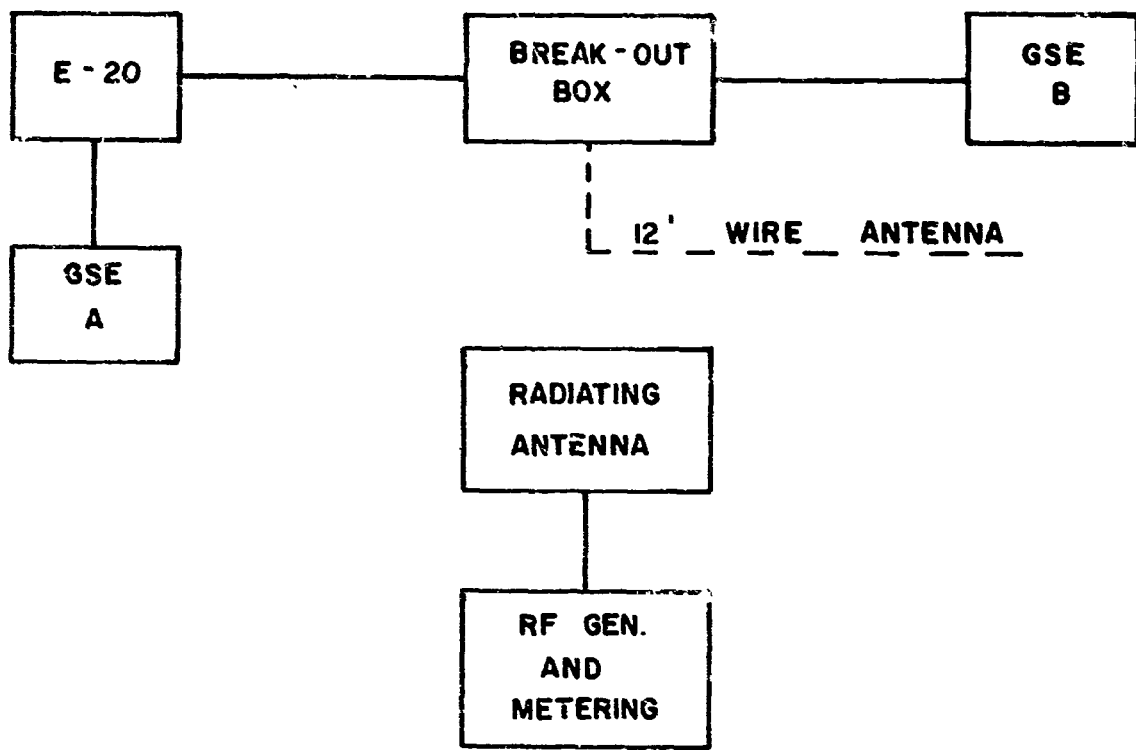 E - 20
BREAK - OUT
BOX
GSE
B
12' WIRE ANTENNA
GSE
A
RADIATING
ANTENNA
RF GEN.
AND
METERING